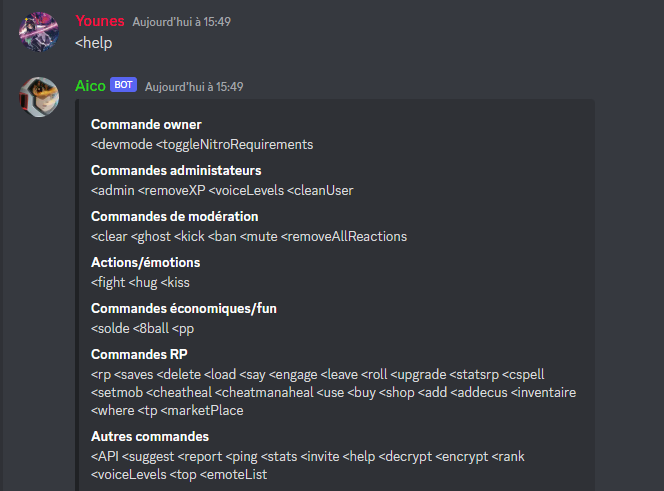 Younes Aujourd'hui à 15:49
<help
Aico BOT Aujourd'hui à 15:49
Commande owner
<devmode <toggleNitroRequirements
Commandes administateurs
<admin <removeXP <voiceLevels <cleanUser
Commandes de modération
<clear <ghost <kick <ban <mute <removeAllReactions
Actions/émotions
<fight <hug <kiss
Commandes économiques/fun
<solde <8ball <pp
Commandes RP
<rp <saves <delete <load <say <engage <leave <roll <upgrade <statsrp <cspell
<setmob <cheatheal <cheatmanaheal <use <buy <shop <add <addecus <inventaire
<where <tp <marketPlace
Autres commandes
<API <suggest <report <ping <stats <invite <help <decrypt <encrypt <rank
<voiceLevels <top <emoteList